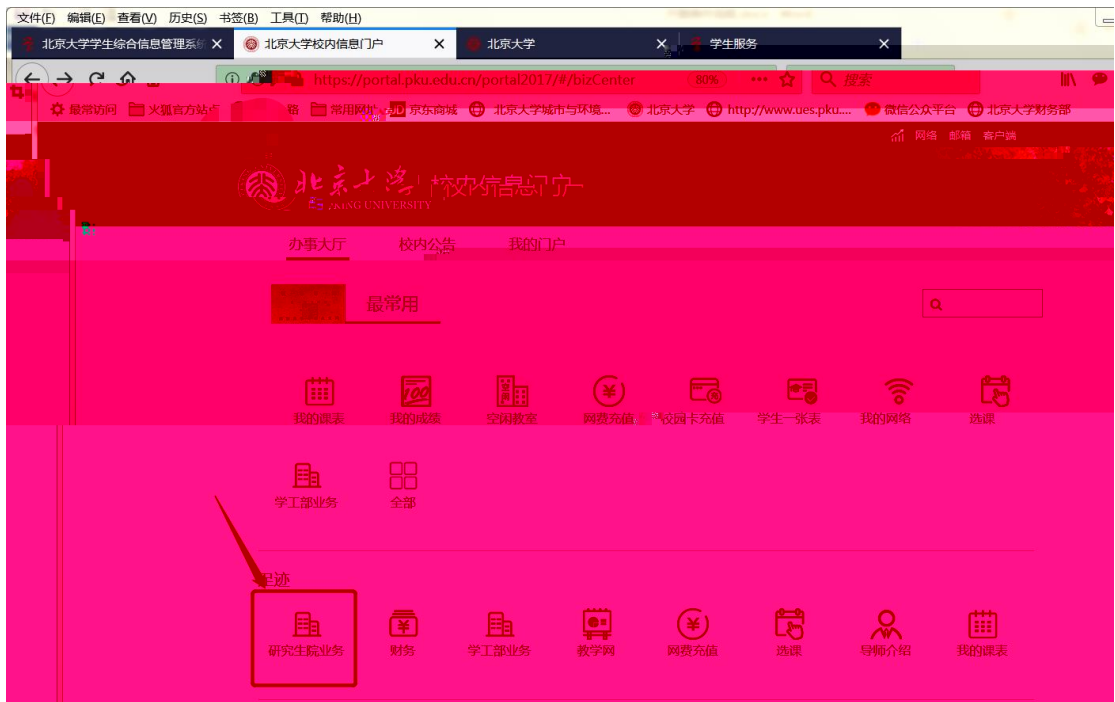 文件(F) 编辑(E) 查看(V) 历史(S) 书签(B) 工具(T) 帮助(H)
北京大学学生综合信息管理系统 × 北京大学校内信息门户 × 北京大学 × 学生服务 ×
https://portal.pku.edu.cn/portal2017/#/bizCenter 80% 搜索
最常访问 火狐官方站点 常用网址 京东商城 北京大学城市与环境... 北京大学 http://www.ues.pku.... 微信公众平台 北京大学财务部
网络 邮箱 客户端
北京大学 校内信息门户
PEKING UNIVERSITY
办事大厅 校内公告 我的门户
最常用
我的课表 我的成绩 空闲教室 网费充值 校园卡充值 学生一张表 我的网络 选课
学工部业务 全部
足迹
研究生院业务 财务 学工部业务 教学网 网费充值 选课 导师介绍 我的课表